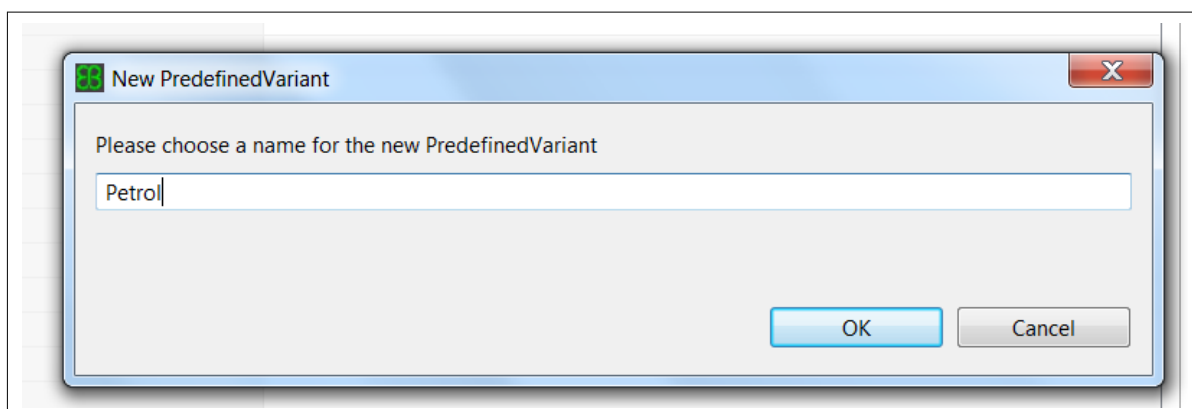 New PredefinedVariant
Please choose a name for the new PredefinedVariant
Petrol
OK Cancel